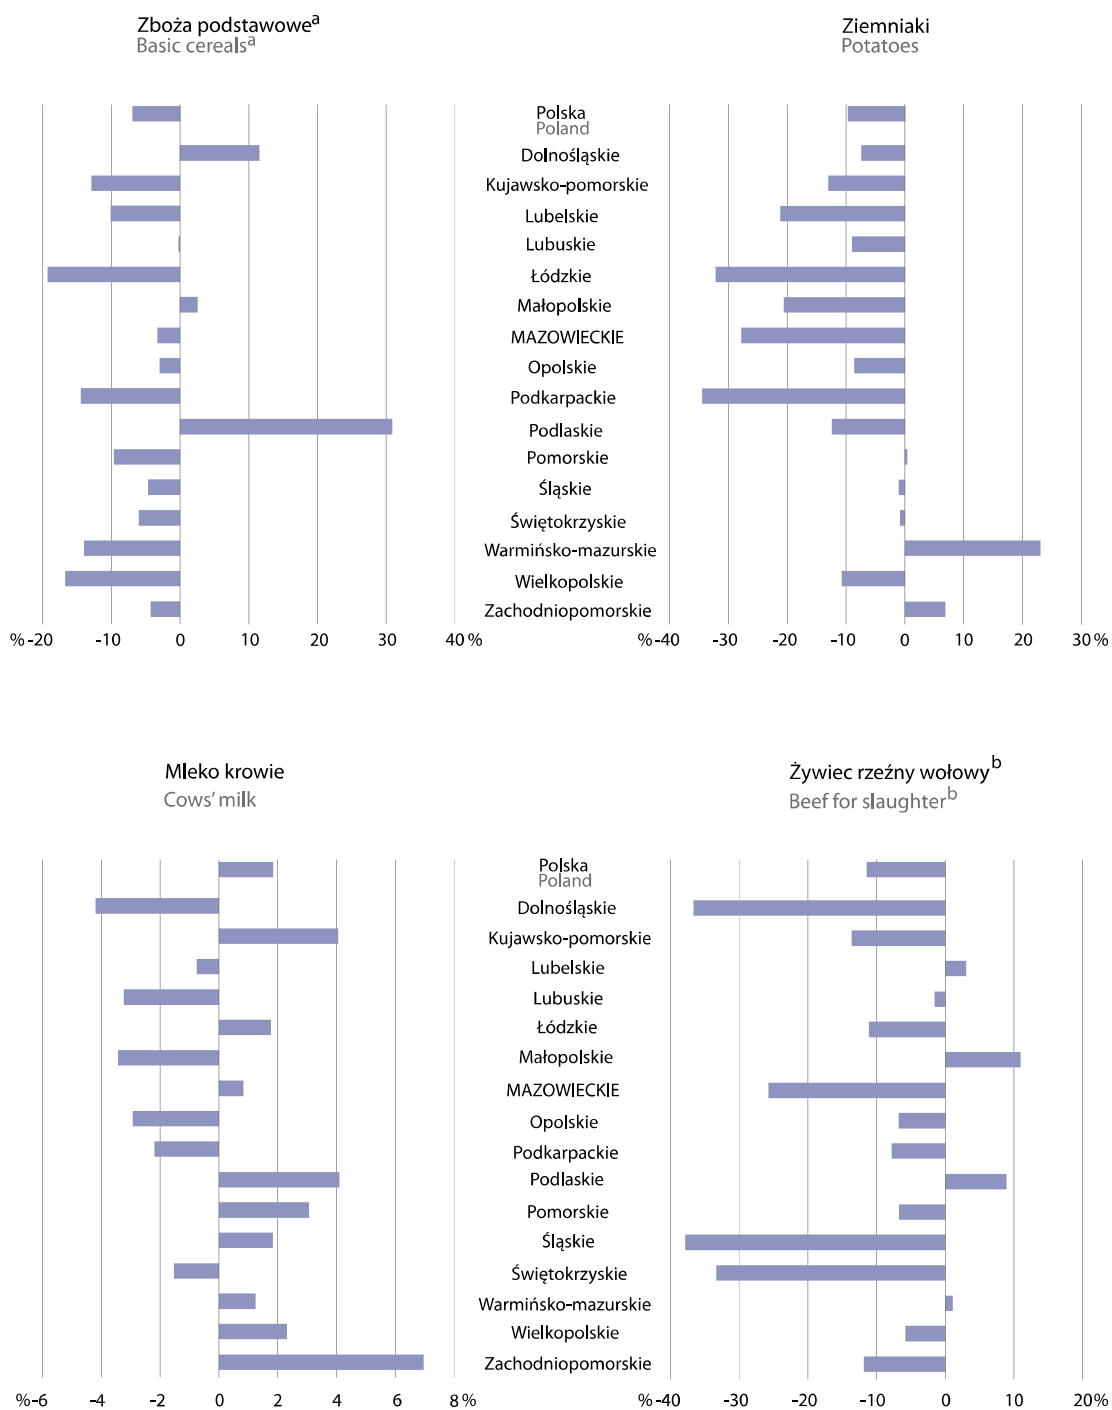 Zboża podstawowe a
Basic cereals a
Ziemniaki
Potatoes
Polska
Poland
Dolnośląskie
Kujawsko-pomorskie
Lubelskie
Lubuskie
Łódzkie
Małopolskie
MAZOWIECKIE
Opolskie
Podkarpackie
Podlaskie
Pomorskie
Śląskie
Świętokrzyskie
Warmińsko-mazurskie
Wielkopolskie
Zachodniopomorskie
% -20 -10 0 10 20 30 40 %
% -40 -30 -20 -10 0 10 20 30 %
Mleko krowie
Cows' milk
Żywiec rzeźny wołowy b
Beef for slaughter b
Polska
Poland
Dolnośląskie
Kujawsko-pomorskie
Lubelskie
Lubuskie
Łódzkie
Małopolskie
MAZOWIECKIE
Opolskie
Podkarpackie
Podlaskie
Pomorskie
Śląskie
Świętokrzyskie
Warmińsko-mazurskie
Wielkopolskie
Zachodniopomorskie
% -6 -4 -2 0 2 4 6 8 %
% -40 -30 -20 -10 0 10 20 %